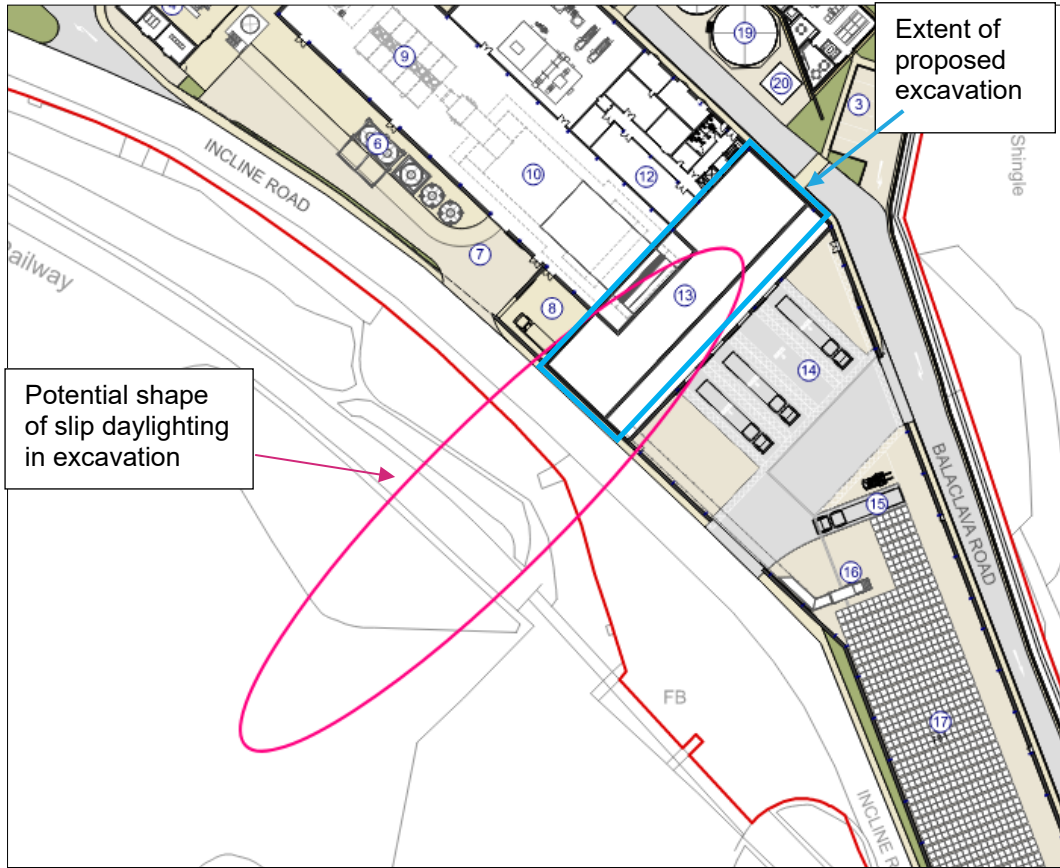 Extent of
proposed
excavation
Potential shape
of slip daylighting
in excavation
INCLINE ROAD
Railway
Shingle
BALACLAVA ROAD
FB
INCLINE R
3
6
7
8
9
10
12
13
14
15
16
17
19
20